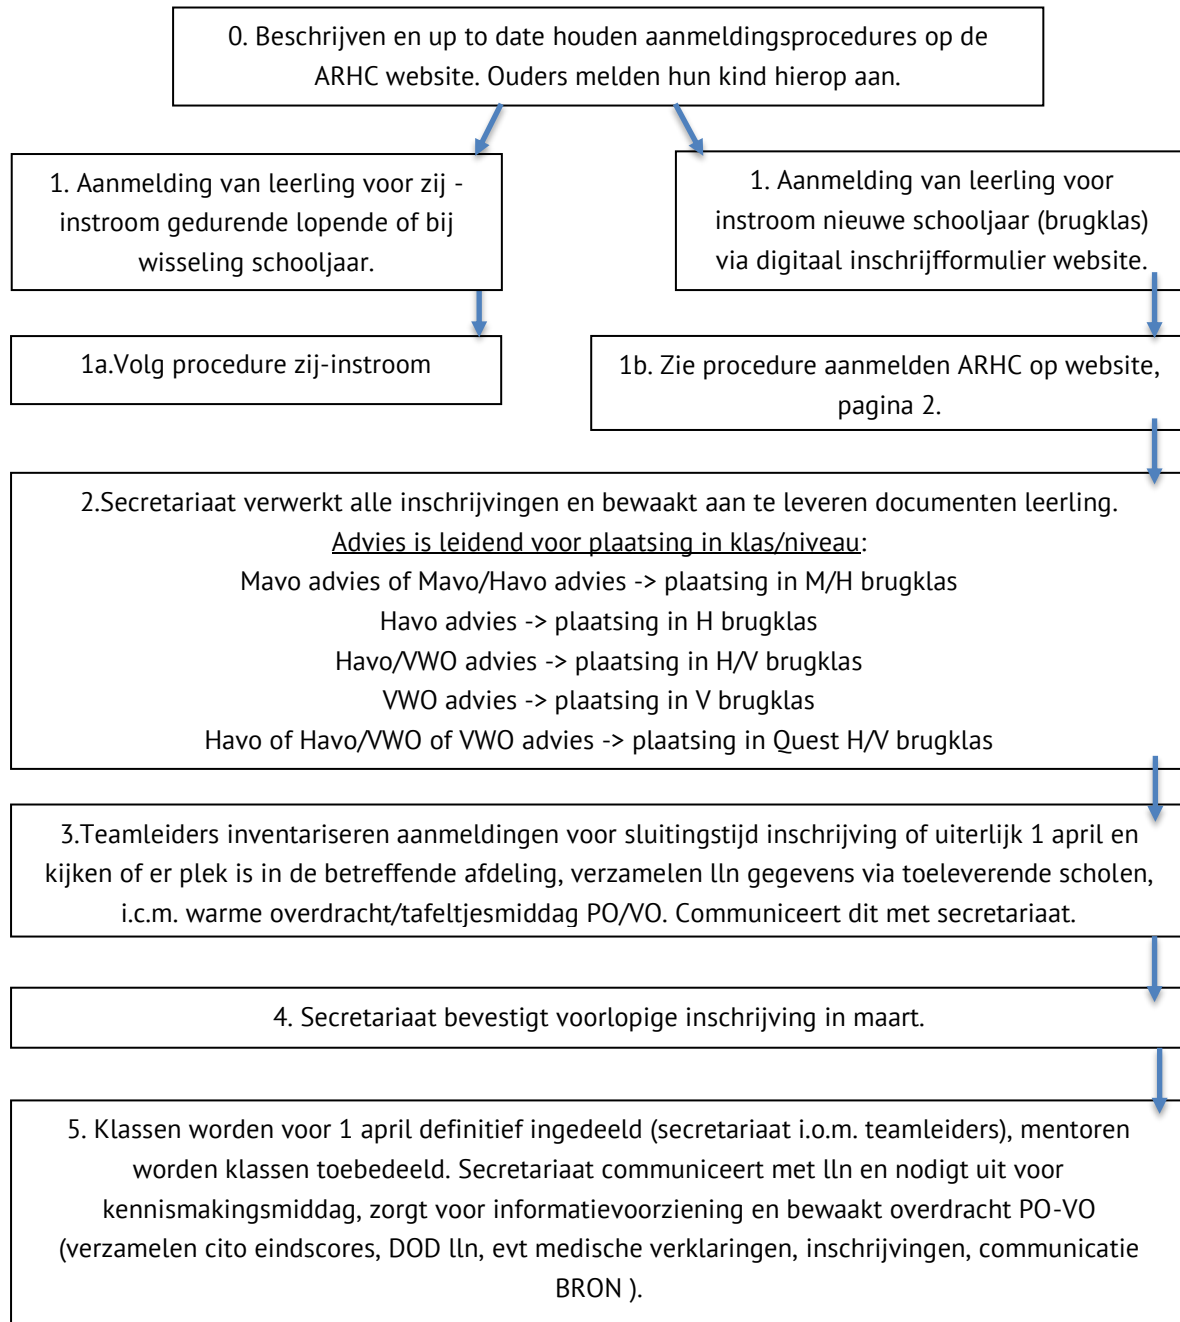 0. Beschrijven en up to date houden aanmeldingsprocedures op de
ARHC website. Ouders melden hun kind hierop aan.
1. Aanmelding van leerling voor zij -
instroom gedurende lopende of bij
wisseling schooljaar.
1. Aanmelding van leerling voor
instroom nieuwe schooljaar (brugklas)
via digitaal inschrijfformulier website.
1a.Volg procedure zij-instroom
1b. Zie procedure aanmelden ARHC op website,
pagina 2.
2.Secretariaat verwerkt alle inschrijvingen en bewaakt aan te leveren documenten leerling.
Advies is leidend voor plaatsing in klas/niveau:
Mavo advies of Mavo/Havo advies -> plaatsing in M/H brugklas
Havo advies -> plaatsing in H brugklas
Havo/VWO advies -> plaatsing in H/V brugklas
VWO advies -> plaatsing in V brugklas
Havo of Havo/VWO of VWO advies -> plaatsing in Quest H/V brugklas
3.Teamleiders inventariseren aanmeldingen voor sluitingstijd inschrijving of uiterlijk 1 april en
kijken of er plek is in de betreffende afdeling, verzamelen lln gegevens via toeleverende scholen,
i.c.m. warme overdracht/tafeltjesmiddag PO/VO. Communiceert dit met secretariaat.
4. Secretariaat bevestigt voorlopige inschrijving in maart.
5. Klassen worden voor 1 april definitief ingedeeld (secretariaat i.o.m. teamleiders), mentoren
worden klassen toebedeeld. Secretariaat communiceert met lln en nodigt uit voor
kennismakingsmiddag, zorgt voor informatievoorziening en bewaakt overdracht PO-VO
(verzamelen cito eindscores, DOD lln, evt medische verklaringen, inschrijvingen, communicatie
BRON ).